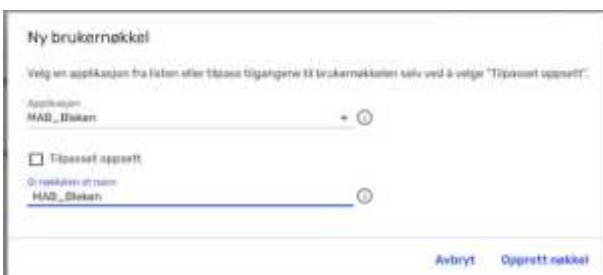 Ny brukernøkkel
Velg en applikasjon fra listen eller tilpass tilgangene til brukernøkkelen selv ved å velge "Tilpasset oppsett".
Applikasjon
MAB_Bleken
Tilpasset oppsett
Gi nøkkelen et navn
MAB_Bleken
Avbryt Opprett nøkkel